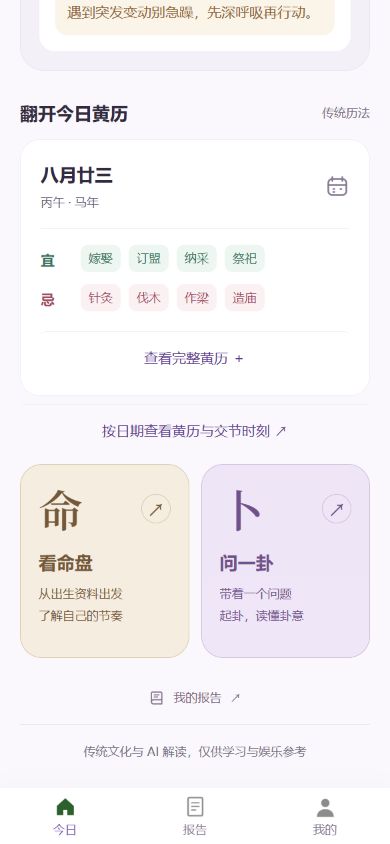 遇到突发变动别急躁，先深呼吸再行动。
翻开今日黄历
传统历法
八月廿三
丙午 · 马年
宜 嫁娶 订盟 纳采 祭祀
忌 针灸 伐木 作梁 造庙
查看完整黄历 +
按日期查看黄历与交节时刻 ↗
命 ↗
看命盘
从出生资料出发
了解自己的节奏
卜 ↗
问一卦
带着一个问题
起卦，读懂卦意
我的报告 ↗
传统文化与 AI 解读，仅供学习与娱乐参考
今日 报告 我的